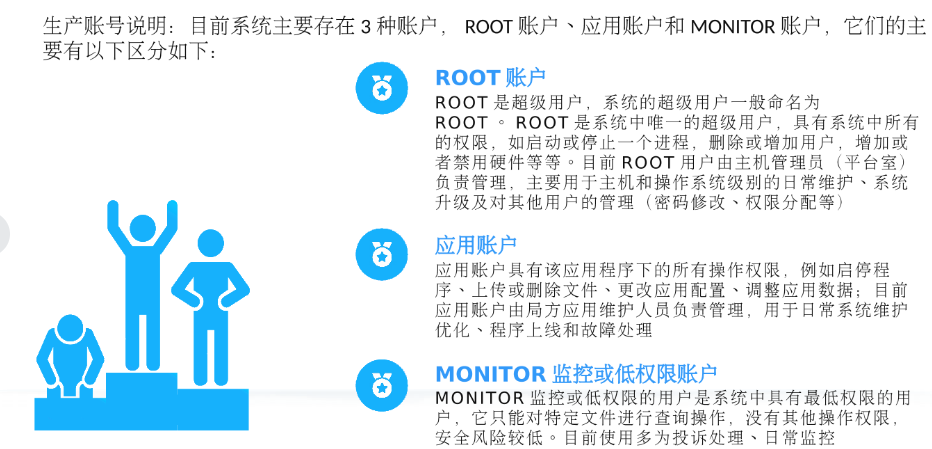 生产账号说明：目前系统主要存在 3 种账户， ROOT 账户、应用账户和 MONITOR 账户，它们的主
要有以下区分如下：
ROOT 账户
ROOT 是超级用户，系统的超级用户一般命名为
ROOT 。 ROOT 是系统中唯一的超级用户，具有系统中所有
的权限，如启动或停止一个进程，删除或增加用户，增加或
者禁用硬件等等。目前 ROOT 用户由主机管理员（平台室）
负责管理，主要用于主机和操作系统级别的日常维护、系统
升级及对其他用户的管理（密码修改、权限分配等）
应用账户
应用账户具有该应用程序下的所有操作权限，例如启停程
序、上传或删除文件、更改应用配置、调整应用数据；目前
应用账户由局方应用维护人员负责管理，用于日常系统维护
优化、程序上线和故障处理
MONITOR 监控或低权限账户
MONITOR 监控或低权限的用户是系统中具有最低权限的用
户，它只能对特定文件进行查询操作，没有其他操作权限，
安全风险较低。目前使用多为投诉处理、日常监控